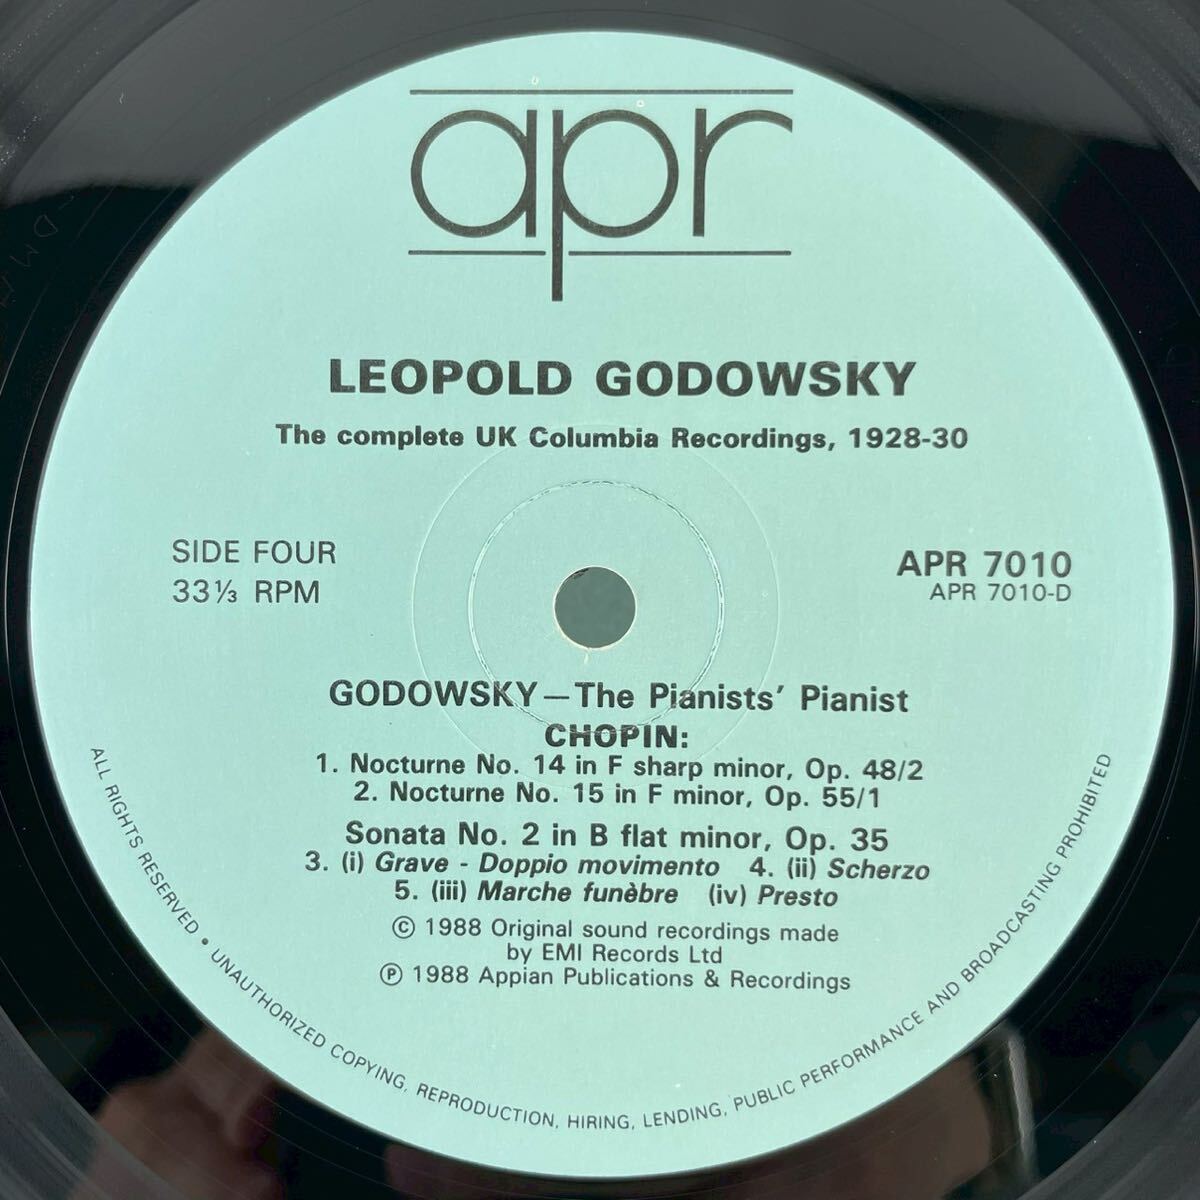 apr
LEOPOLD GODOWSKY
The complete UK Columbia Recordings, 1928-30
SIDE FOUR
33⅓ RPM
APR 7010
APR 7010-D
GODOWSKY—The Pianists' Pianist
CHOPIN:
1. Nocturne No. 14 in F sharp minor, Op. 48/2
2. Nocturne No. 15 in F minor, Op. 55/1
Sonata No. 2 in B flat minor, Op. 35
3. (i) Grave - Doppio movimento 4. (ii) Scherzo
5. (iii) Marche funèbre (iv) Presto
© 1988 Original sound recordings made
by EMI Records Ltd
℗ 1988 Appian Publications & Recordings
ALL RIGHTS RESERVED • UNAUTHORIZED COPYING, REPRODUCTION, HIRING, LENDING, PUBLIC PERFORMANCE AND BROADCASTING PROHIBITED